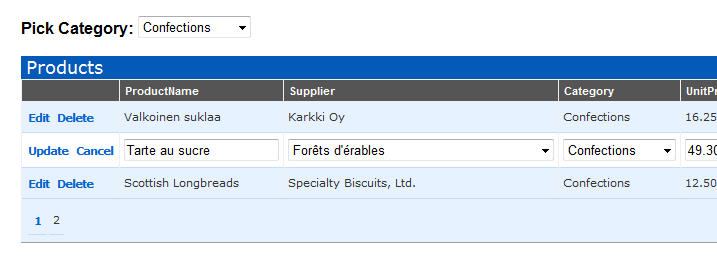 Pick Category: Confections
Products
ProductName Supplier Category UnitPr
Edit Delete Valkoinen suklaa Karkki Oy Confections 16.25
Update Cancel Tarte au sucre Forêts d'érables Confections 49.30
Edit Delete Scottish Longbreads Specialty Biscuits, Ltd. Confections 12.50
1 2